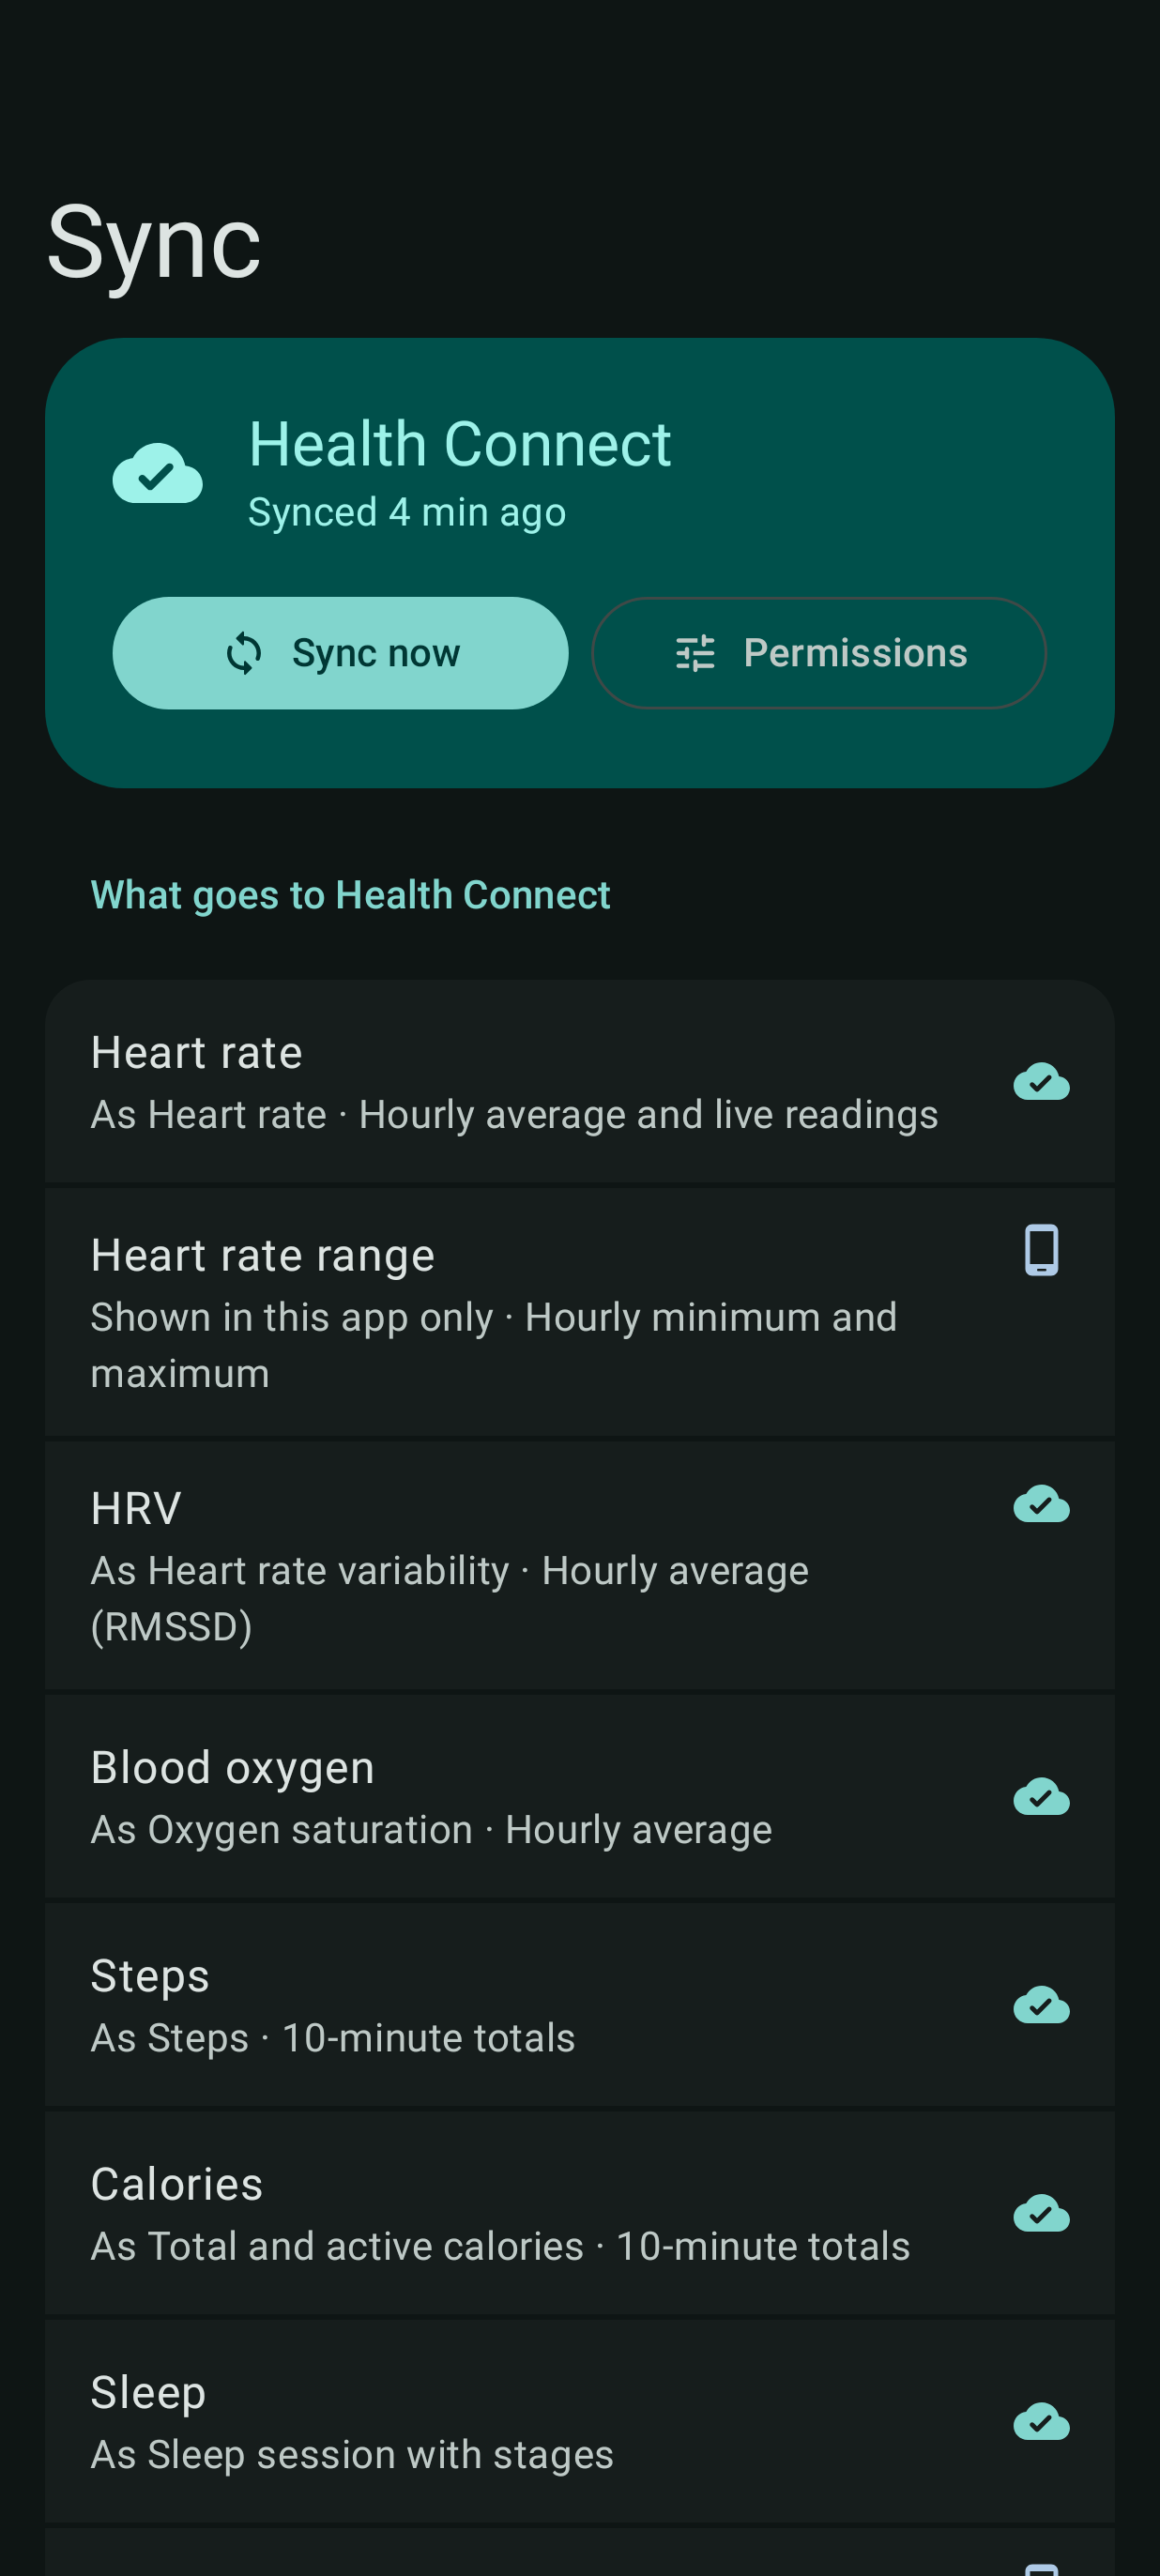 Sync
Health Connect
Synced 4 min ago
Sync now
Permissions
What goes to Health Connect
Heart rate
As Heart rate · Hourly average and live readings
Heart rate range
Shown in this app only · Hourly minimum and
maximum
HRV
As Heart rate variability · Hourly average
(RMSSD)
Blood oxygen
As Oxygen saturation · Hourly average
Steps
As Steps · 10-minute totals
Calories
As Total and active calories · 10-minute totals
Sleep
As Sleep session with stages